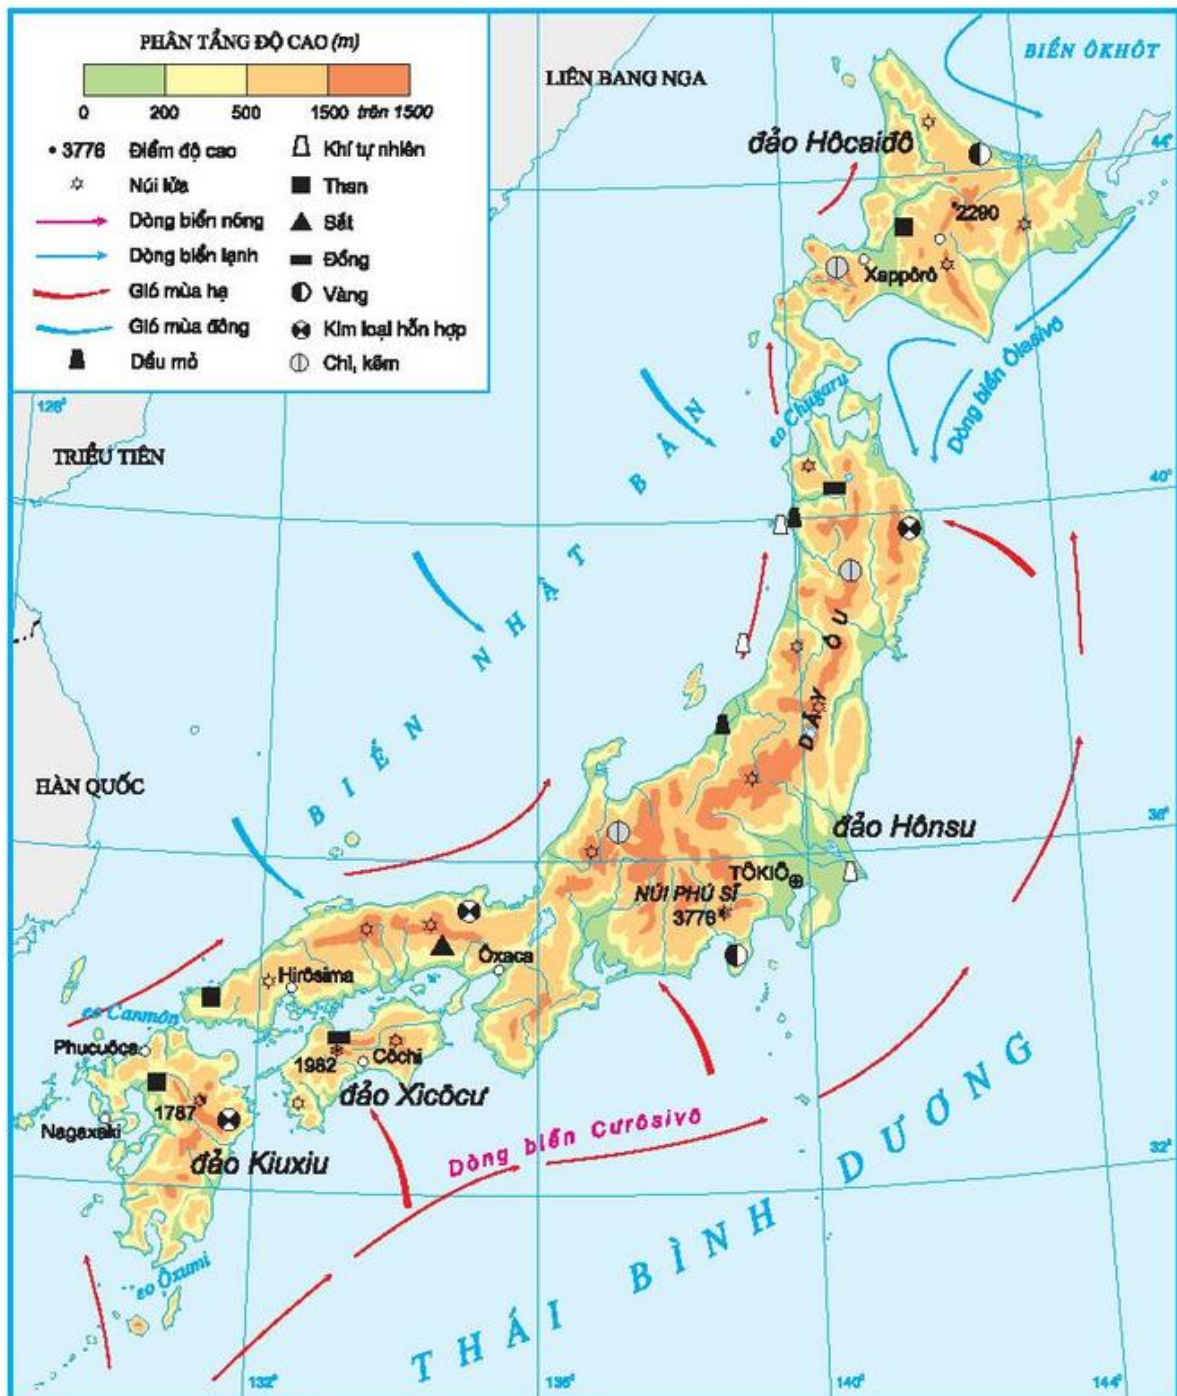 PHÂN TẦNG ĐỘ CAO (m)
0 200 500 1500 trên 1500
• 3776 Điểm độ cao
Núi lửa
Dòng biển nóng
Dòng biển lạnh
Gió mùa hạ
Gió mùa đông
Dầu mỏ
Khí tự nhiên
Than
Sắt
Đồng
Vàng
Kim loại hỗn hợp
Chì, kẽm
LIÊN BANG NGA
BIỂN ÔKHÔT
đảo Hôcaiđô
44°
2290
Xappôrô
Dòng biển Ôiasivô
eo Chugaru
128°
TRIỀU TIÊN
40°
BIỂN NHẬT BẢN
DÃY Ô U
HÀN QUỐC
đảo Hônsu
36°
TÔKIÔ
NÚI PHÚ SĨ
3776
Ôxaca
Hirôsima
eo Canmôn
Phucuôca
1982
Côchi
đảo Xicôcư
1787
Nagaxaki
đảo Kiuxiu
Dòng biển Curôsivô
32°
eo Ôxumi
THÁI BÌNH DƯƠNG
132° 136° 140° 144°